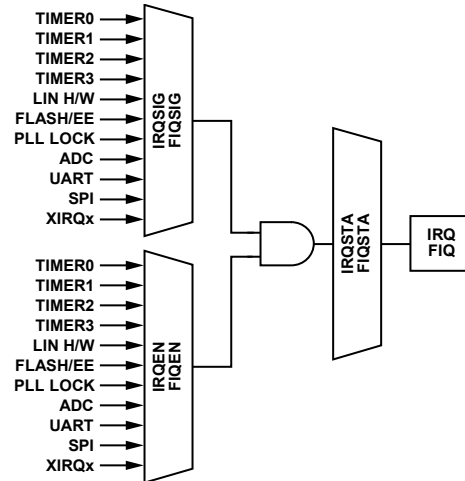 TIMER0
TIMER1
TIMER2
TIMER3
LIN H/W
FLASH/EE
PLL LOCK
ADC
UART
SPI
XIRQx
IRQSIG
FIQSIG
TIMER0
TIMER1
TIMER2
TIMER3
LIN H/W
FLASH/EE
PLL LOCK
ADC
UART
SPI
XIRQx
IRQEN
FIQEN
IRQSTA
FIQSTA
IRQ
FIQ